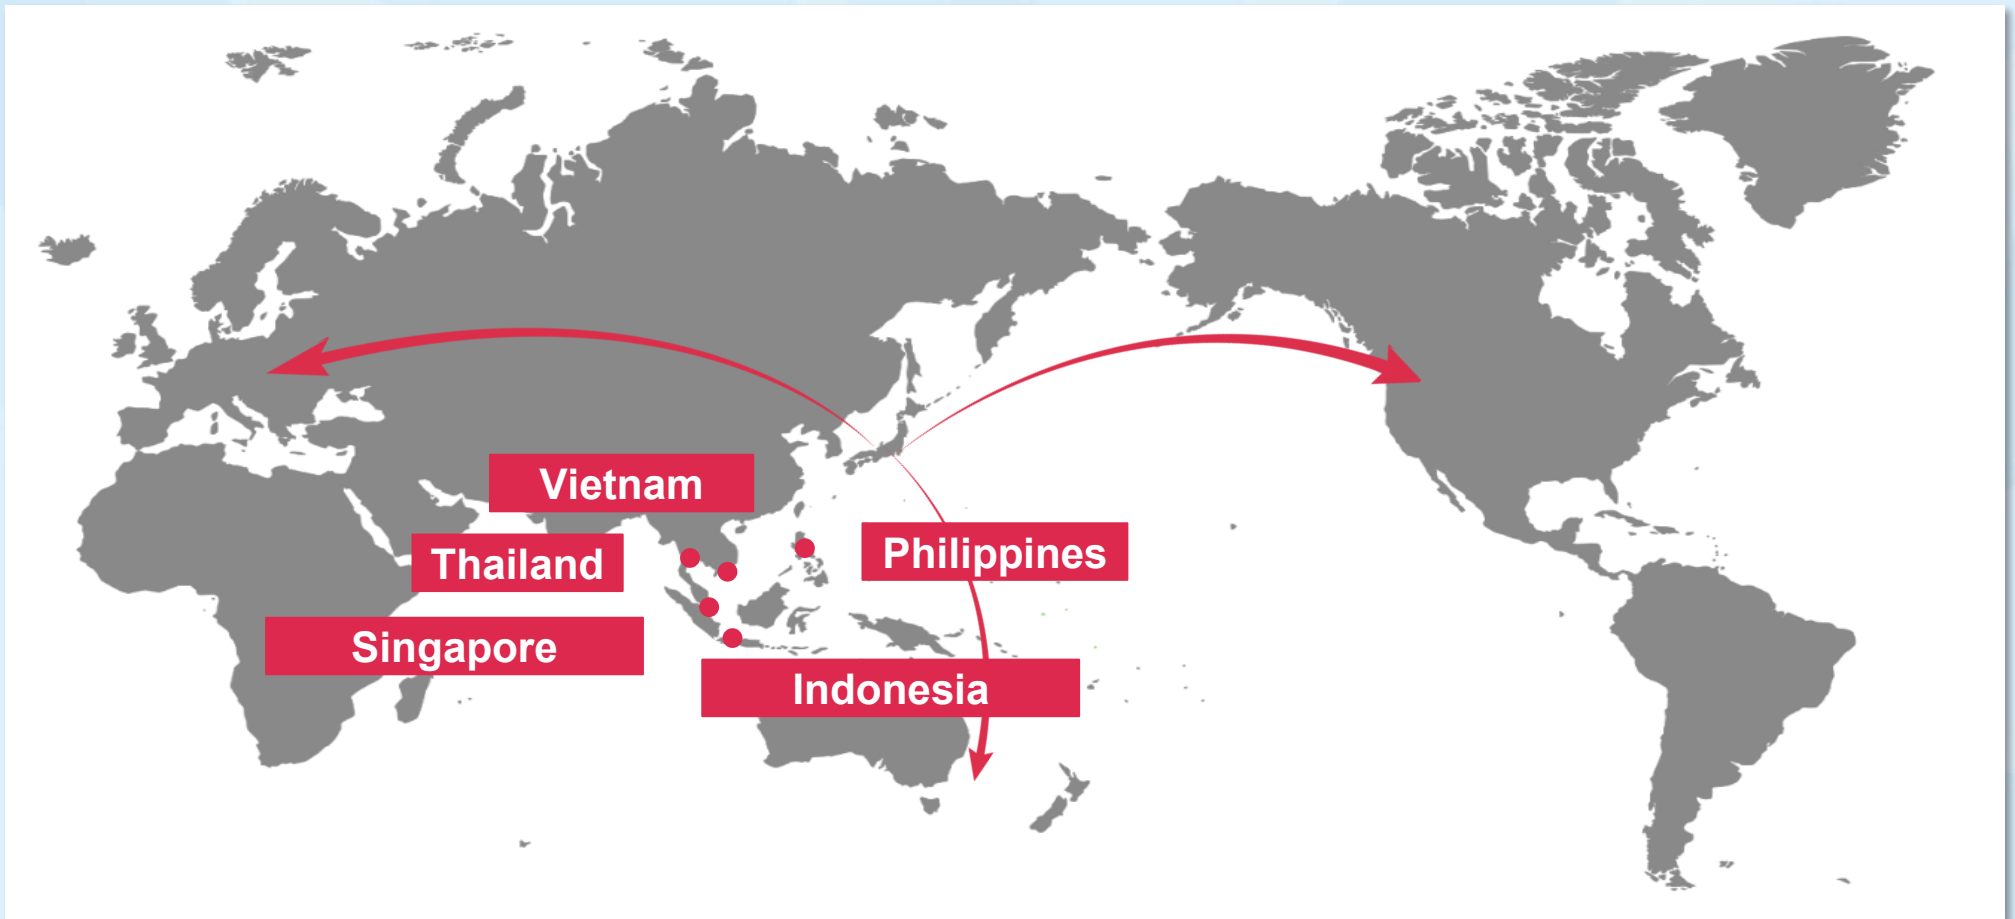 Vietnam
Philippines
Thailand
Singapore
Indonesia